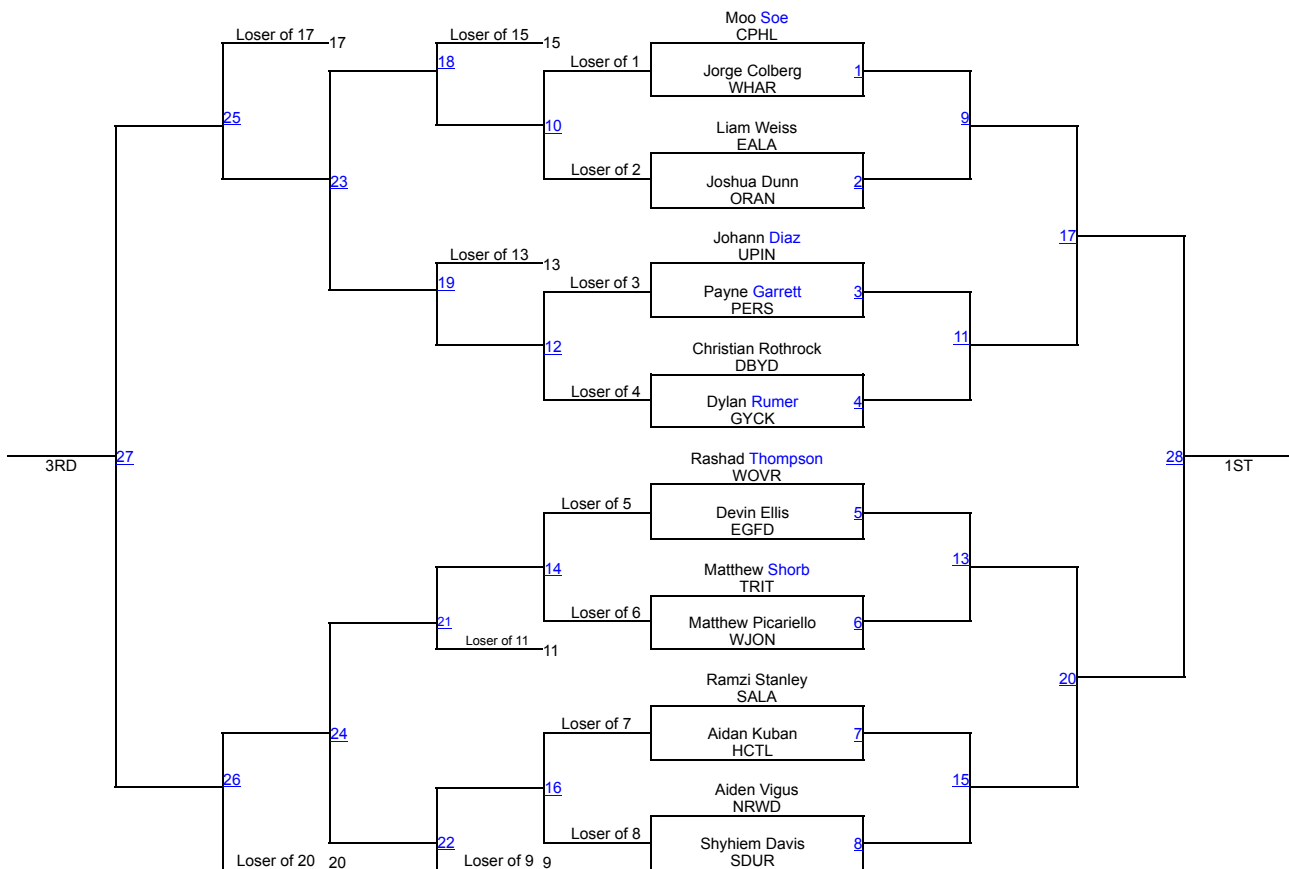 Moo Soe
CPHL
Loser of 17 17
Loser of 15 15
18
Loser of 1
Jorge Colberg 1
WHAR
25
10
Liam Weiss
EALA
9
Loser of 2
23
Joshua Dunn 2
ORAN
Johann Diaz
UPIN
17
Loser of 13 13
19
Loser of 3
Payne Garrett 3
PERS
12
11
Christian Rothrock
DBYD
Loser of 4
Dylan Rumer 4
GYCK
3RD
27
Rashad Thompson
WOVR
28
1ST
Loser of 5
Devin Ellis 5
EGFD
14
13
Matthew Shorb
TRIT
Loser of 6
21
Matthew Picariello 6
WJON
Loser of 11 11
Ramzi Stanley
SALA
20
Loser of 7
24
Aidan Kuban 7
HCTL
26
16
15
Aiden Vigus
NRWD
22
Loser of 8
Shyhiem Davis 8
SDUR
Loser of 20 20
Loser of 9 9